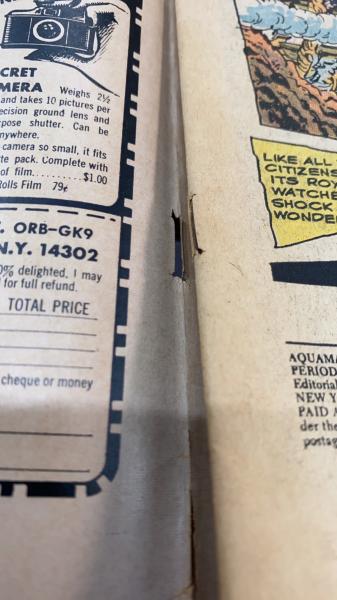 CRET
MERA
Weighs 2½
and takes 10 pictures per
ecision ground lens and
pose shutter. Can be
nywhere.
camera so small, it fits
te pack. Complete with
of film..........$1.00
Rolls Film 79¢
. ORB-GK9
N.Y. 14302
0% delighted, I may
for full refund.
TOTAL PRICE
cheque or money
LIKE ALL
CITIZENS
ITS ROY
WATCHE
SHOCK
WONDE
AQUAMA
PERIOD
Editorial
NEW Y
PAID A
der the
postag